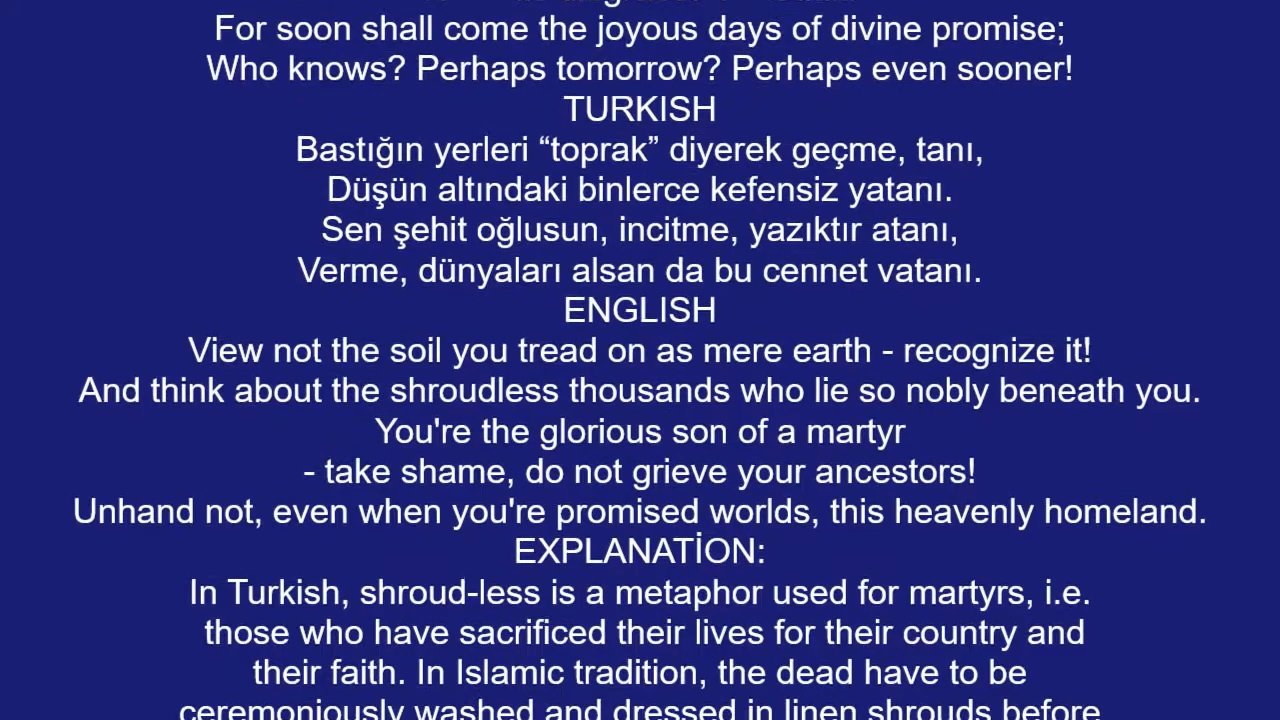 For soon shall come the joyous days of divine promise;
Who knows? Perhaps tomorrow? Perhaps even sooner!
TURKISH
Bastığın yerleri “toprak” diyerek geçme, tanı,
Düşün altındaki binlerce kefensiz yatanı.
Sen şehit oğlusun, incitme, yazıktır atanı,
Verme, dünyaları alsan da bu cennet vatanı.
ENGLISH
View not the soil you tread on as mere earth - recognize it!
And think about the shroudless thousands who lie so nobly beneath you.
You're the glorious son of a martyr
- take shame, do not grieve your ancestors!
Unhand not, even when you're promised worlds, this heavenly homeland.
EXPLANATİON:
In Turkish, shroud-less is a metaphor used for martyrs, i.e.
those who have sacrificed their lives for their country and
their faith. In Islamic tradition, the dead have to be
ceremoniously washed and dressed in linen shrouds before